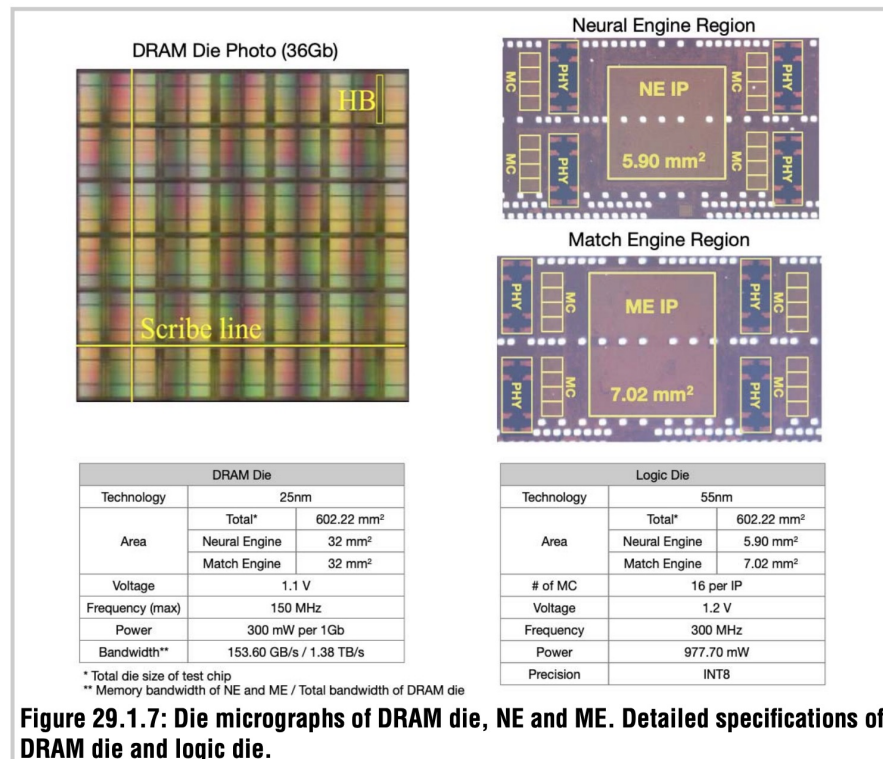 DRAM Die Photo (36Gb)
HB
Scribe line
Neural Engine Region
MC
PHY
NE IP
MC
PHY
MC
PHY
5.90 mm²
MC
PHY
Match Engine Region
PHY
MC
ME IP
PHY
MC
PHY
MC
7.02 mm²
PHY
MC
DRAM Die
Technology 25nm
Area Total* 602.22 mm²
Neural Engine 32 mm²
Match Engine 32 mm²
Voltage 1.1 V
Frequency (max) 150 MHz
Power 300 mW per 1Gb
Bandwidth** 153.60 GB/s / 1.38 TB/s
* Total die size of test chip
** Memory bandwidth of NE and ME / Total bandwidth of DRAM die
Logic Die
Technology 55nm
Area Total* 602.22 mm²
Neural Engine 5.90 mm²
Match Engine 7.02 mm²
# of MC 16 per IP
Voltage 1.2 V
Frequency 300 MHz
Power 977.70 mW
Precision INT8
Figure 29.1.7: Die micrographs of DRAM die, NE and ME. Detailed specifications of
DRAM die and logic die.